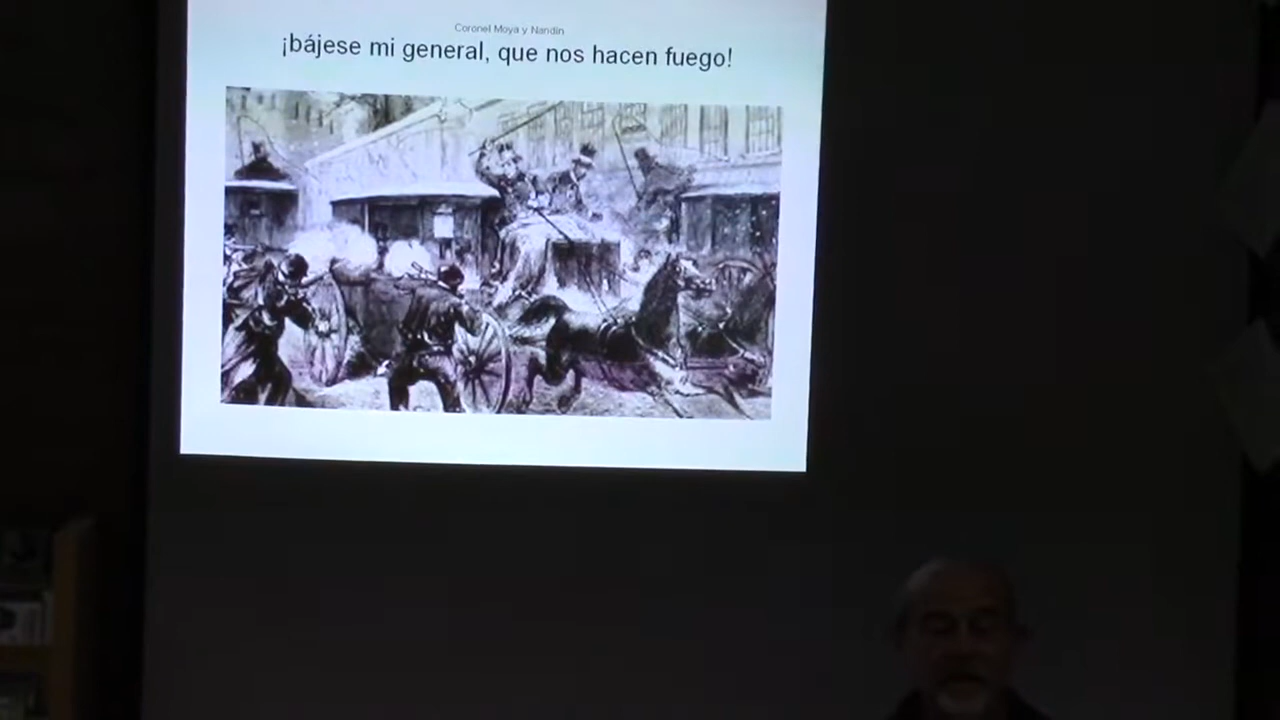 Coronel Moya y Nandín
¡bájese mi general, que nos hacen fuego!